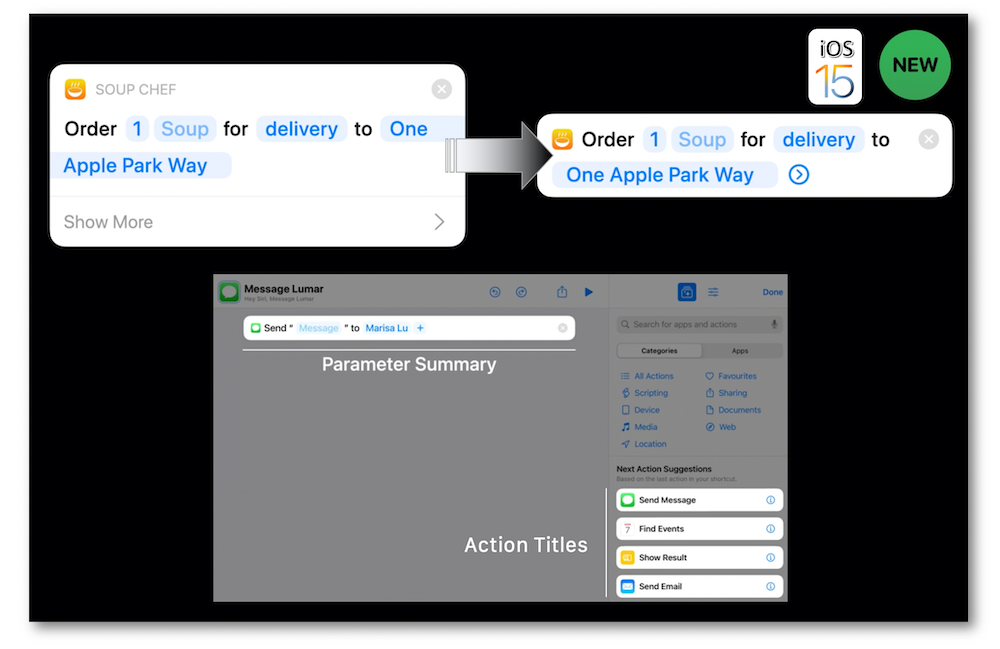 iOS
15
NEW
SOUP CHEF
Order 1 Soup for delivery to One
Apple Park Way
Show More
Order 1 Soup for delivery to
One Apple Park Way
Message Lumar
Hey Siri, Message Lumar
Done
Send “ Message ” to Marisa Lu +
Parameter Summary
Search for apps and actions
Categories Apps
All Actions Favourites
Scripting Sharing
Device Documents
Media Web
Location
Next Action Suggestions
Based on the last action in your shortcut.
Send Message
7 Find Events
Show Result
Send Email
Action Titles